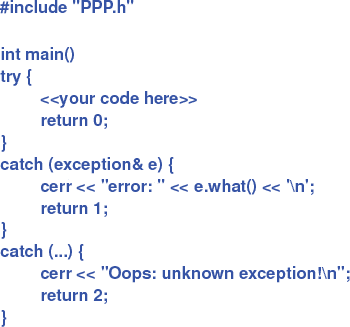 #include "PPP.h"

int main()
try {
        <<your code here>>
        return 0;
}
catch (exception& e) {
        cerr << "error: " << e.what() << '\n';
        return 1;
}
catch (...) {
        cerr << "Oops: unknown exception!\n";
        return 2;
}